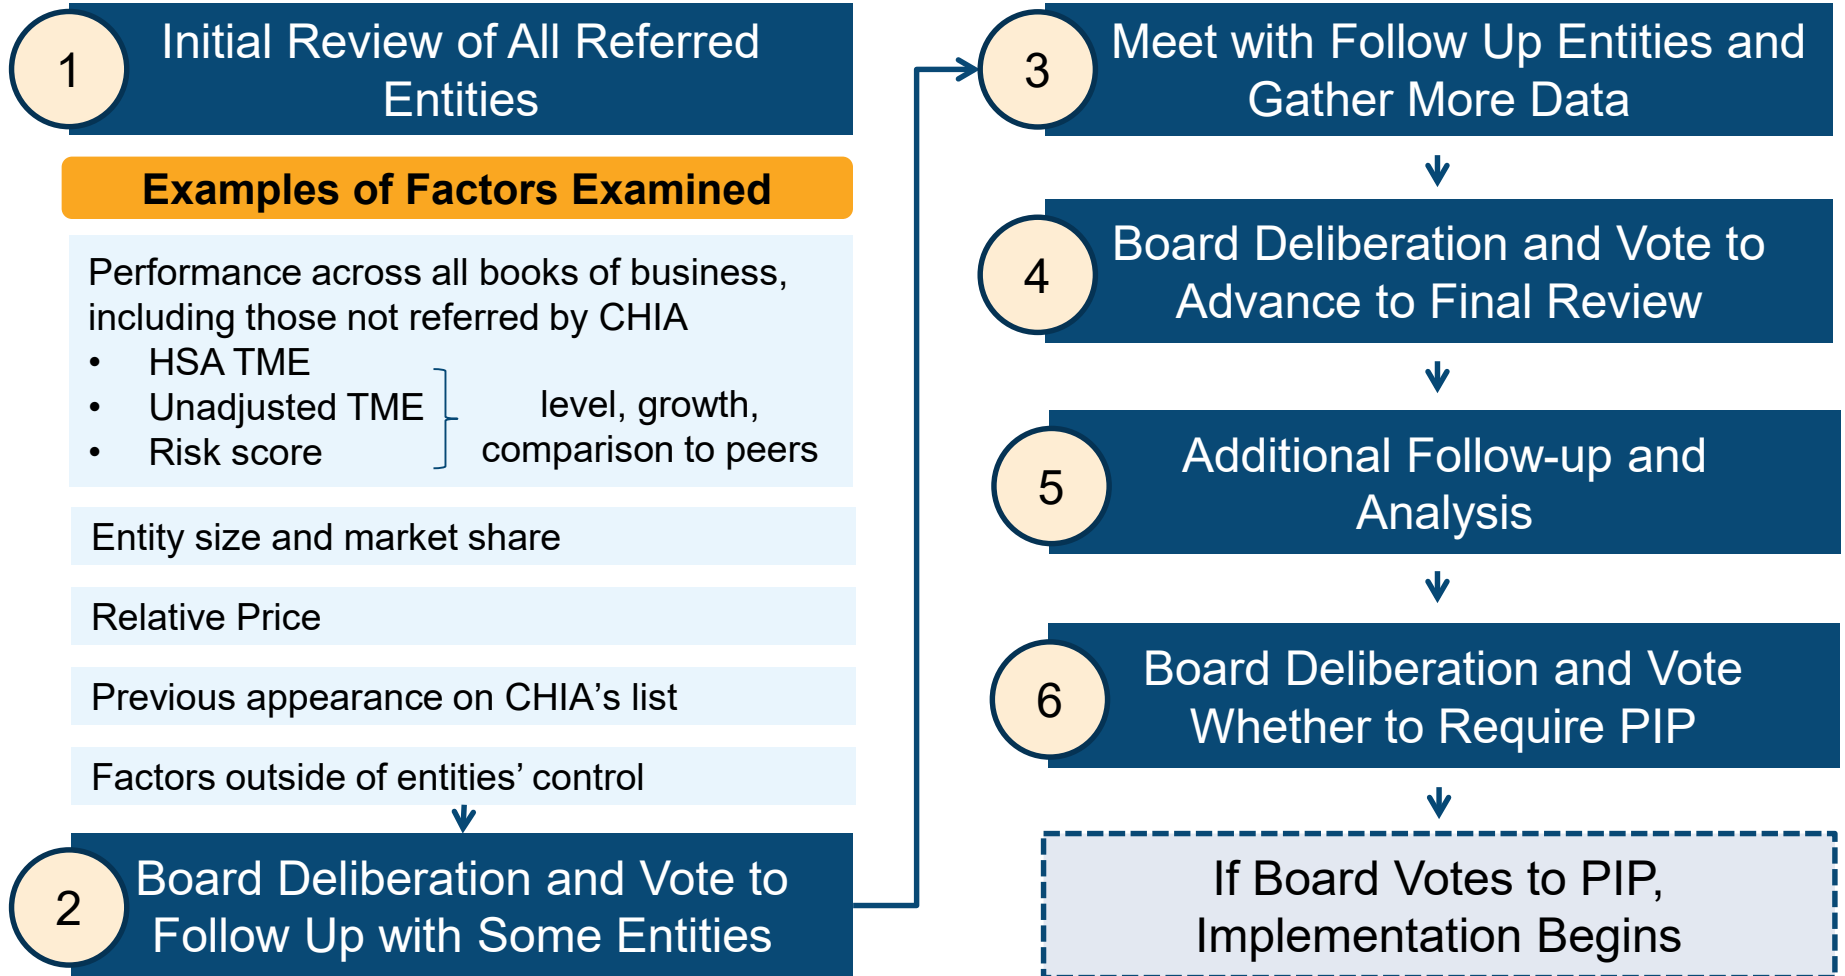 1
Initial Review of All Referred
Entities
Examples of Factors Examined
Performance across all books of business,
including those not referred by CHIA
• HSA TME
• Unadjusted TME
• Risk score
level, growth,
comparison to peers
Entity size and market share
Relative Price
Previous appearance on CHIA’s list
Factors outside of entities’ control
2
Board Deliberation and Vote to
Follow Up with Some Entities
3
Meet with Follow Up Entities and
Gather More Data
4
Board Deliberation and Vote to
Advance to Final Review
5
Additional Follow-up and
Analysis
6
Board Deliberation and Vote
Whether to Require PIP
If Board Votes to PIP,
Implementation Begins